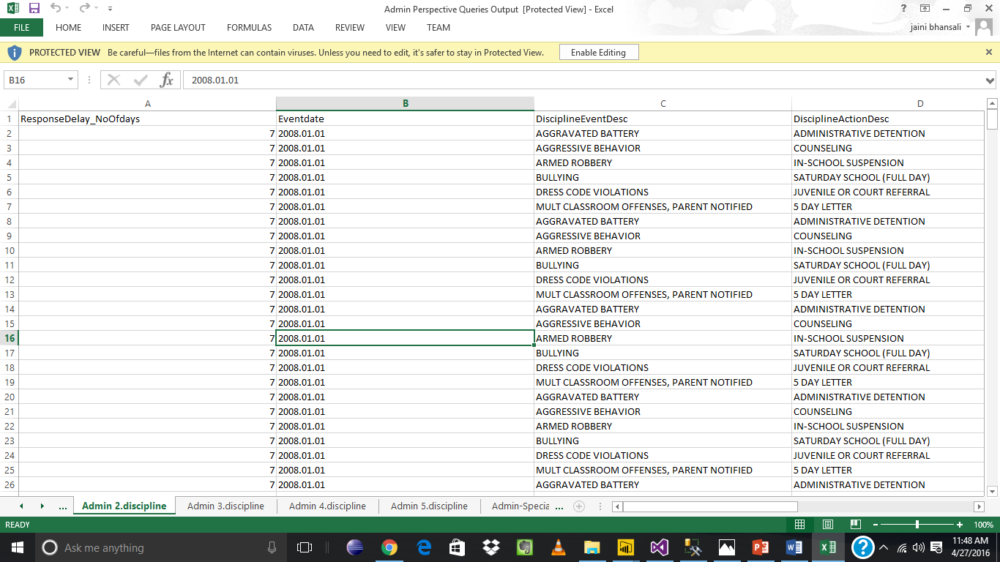 Admin Perspective Queries Output [Protected View] - Excel
FILE HOME INSERT PAGE LAYOUT FORMULAS DATA REVIEW VIEW TEAM jaini bhansali
PROTECTED VIEW Be careful—files from the Internet can contain viruses. Unless you need to edit, it's safer to stay in Protected View. Enable Editing
B16 fx 2008.01.01
A B C D
1 ResponseDelay_NoOfdays Eventdate DisciplineEventDesc DisciplineActionDesc
2 7 2008.01.01 AGGRAVATED BATTERY ADMINISTRATIVE DETENTION
3 7 2008.01.01 AGGRESSIVE BEHAVIOR COUNSELING
4 7 2008.01.01 ARMED ROBBERY IN-SCHOOL SUSPENSION
5 7 2008.01.01 BULLYING SATURDAY SCHOOL (FULL DAY)
6 7 2008.01.01 DRESS CODE VIOLATIONS JUVENILE OR COURT REFERRAL
7 7 2008.01.01 MULT CLASSROOM OFFENSES, PARENT NOTIFIED 5 DAY LETTER
8 7 2008.01.01 AGGRAVATED BATTERY ADMINISTRATIVE DETENTION
9 7 2008.01.01 AGGRESSIVE BEHAVIOR COUNSELING
10 7 2008.01.01 ARMED ROBBERY IN-SCHOOL SUSPENSION
11 7 2008.01.01 BULLYING SATURDAY SCHOOL (FULL DAY)
12 7 2008.01.01 DRESS CODE VIOLATIONS JUVENILE OR COURT REFERRAL
13 7 2008.01.01 MULT CLASSROOM OFFENSES, PARENT NOTIFIED 5 DAY LETTER
14 7 2008.01.01 AGGRAVATED BATTERY ADMINISTRATIVE DETENTION
15 7 2008.01.01 AGGRESSIVE BEHAVIOR COUNSELING
16 7 2008.01.01 ARMED ROBBERY IN-SCHOOL SUSPENSION
17 7 2008.01.01 BULLYING SATURDAY SCHOOL (FULL DAY)
18 7 2008.01.01 DRESS CODE VIOLATIONS JUVENILE OR COURT REFERRAL
19 7 2008.01.01 MULT CLASSROOM OFFENSES, PARENT NOTIFIED 5 DAY LETTER
20 7 2008.01.01 AGGRAVATED BATTERY ADMINISTRATIVE DETENTION
21 7 2008.01.01 AGGRESSIVE BEHAVIOR COUNSELING
22 7 2008.01.01 ARMED ROBBERY IN-SCHOOL SUSPENSION
23 7 2008.01.01 BULLYING SATURDAY SCHOOL (FULL DAY)
24 7 2008.01.01 DRESS CODE VIOLATIONS JUVENILE OR COURT REFERRAL
25 7 2008.01.01 MULT CLASSROOM OFFENSES, PARENT NOTIFIED 5 DAY LETTER
26 7 2008.01.01 AGGRAVATED BATTERY ADMINISTRATIVE DETENTION
... Admin 2.discipline Admin 3.discipline Admin 4.discipline Admin 5.discipline Admin-Specia ...
READY 100%
Ask me anything 11:48 AM
4/27/2016